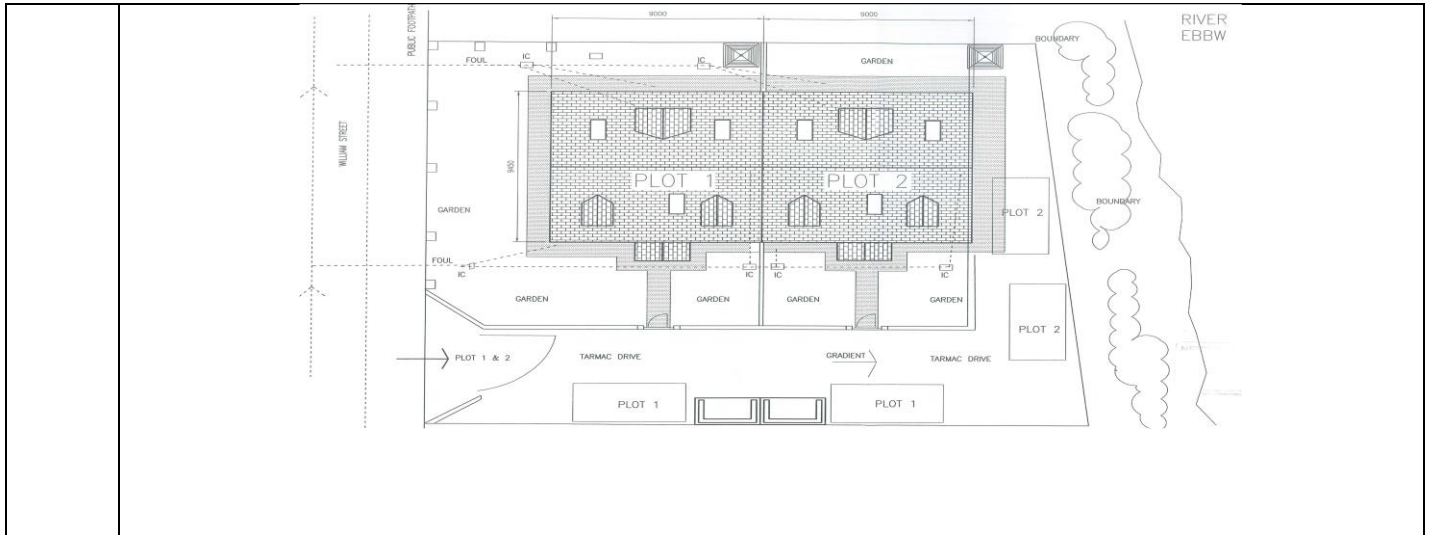 9000
9000
RIVER
EBBW
PUBLIC FOOTPATH
BOUNDARY
FOUL
IC
IC
GARDEN
WILLIAM STREET
PLOT 1
PLOT 2
GARDEN
PLOT 2
BOUNDARY
FOUL
IC
IC
IC
IC
GARDEN
GARDEN
GARDEN
GARDEN
PLOT 2
PLOT 1 & 2
TARMAC DRIVE
GRADIENT
TARMAC DRIVE
PLOT 1
PLOT 1